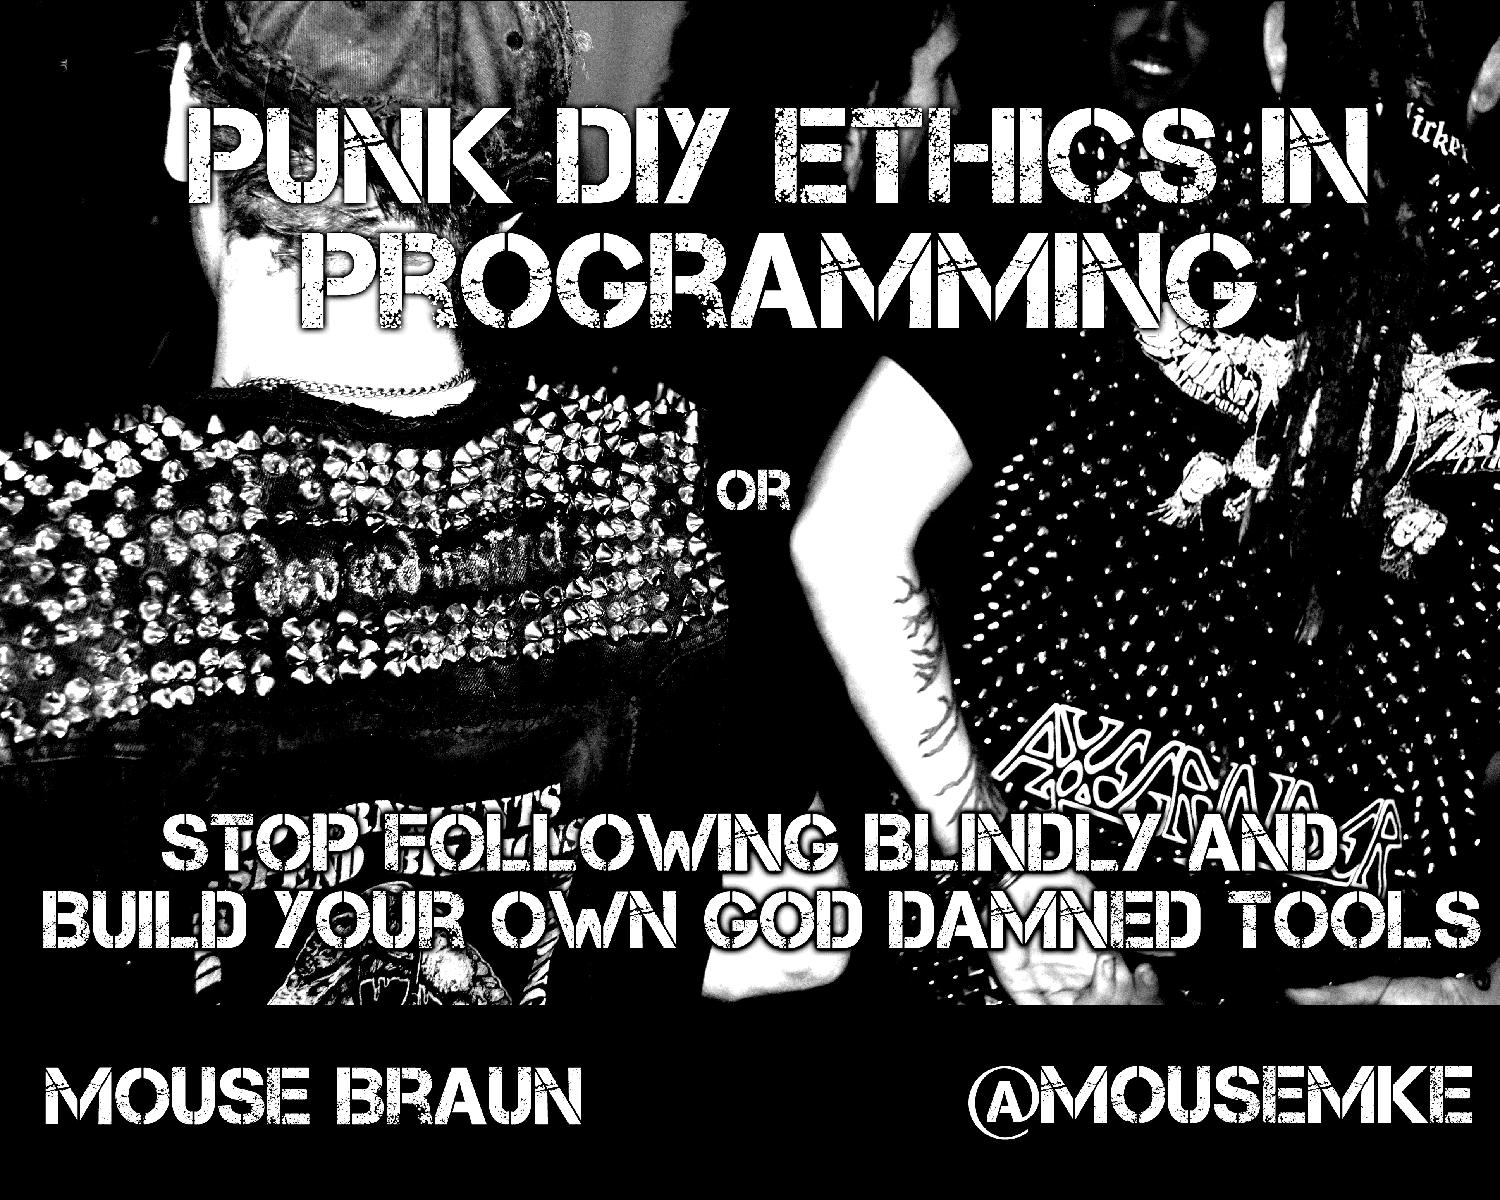 PUNK DIY ETHICS IN
PROGRAMMING
OR
STOP FOLLOWING BLINDLY AND
BUILD YOUR OWN GOD DAMNED TOOLS
MOUSE BRAUN
@MOUSEMKE